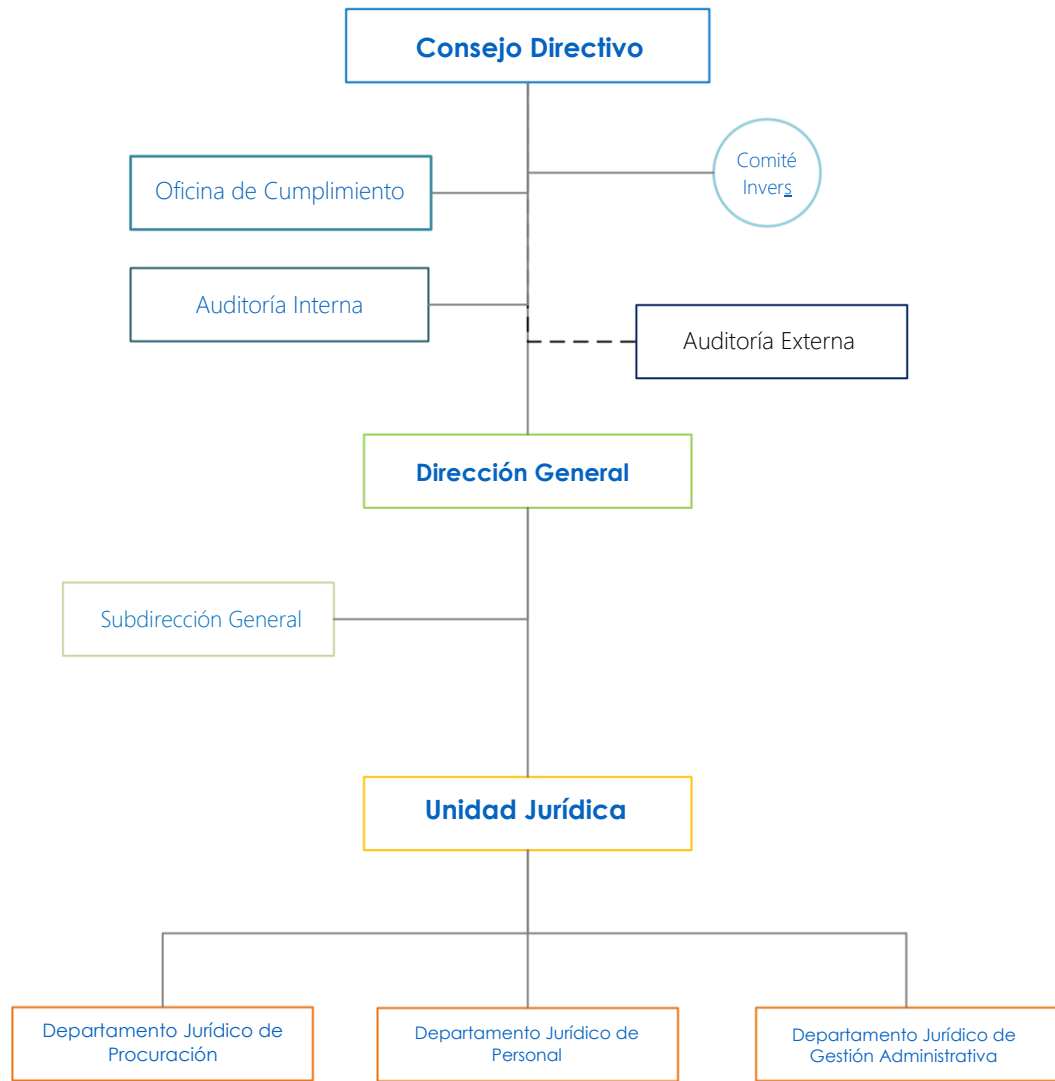 Consejo Directivo
Comité
Invers
Oficina de Cumplimiento
Auditoría Interna
Auditoría Externa
Dirección General
Subdirección General
Unidad Jurídica
Departamento Jurídico de
Procuración
Departamento Jurídico de
Personal
Departamento Jurídico de
Gestión Administrativa